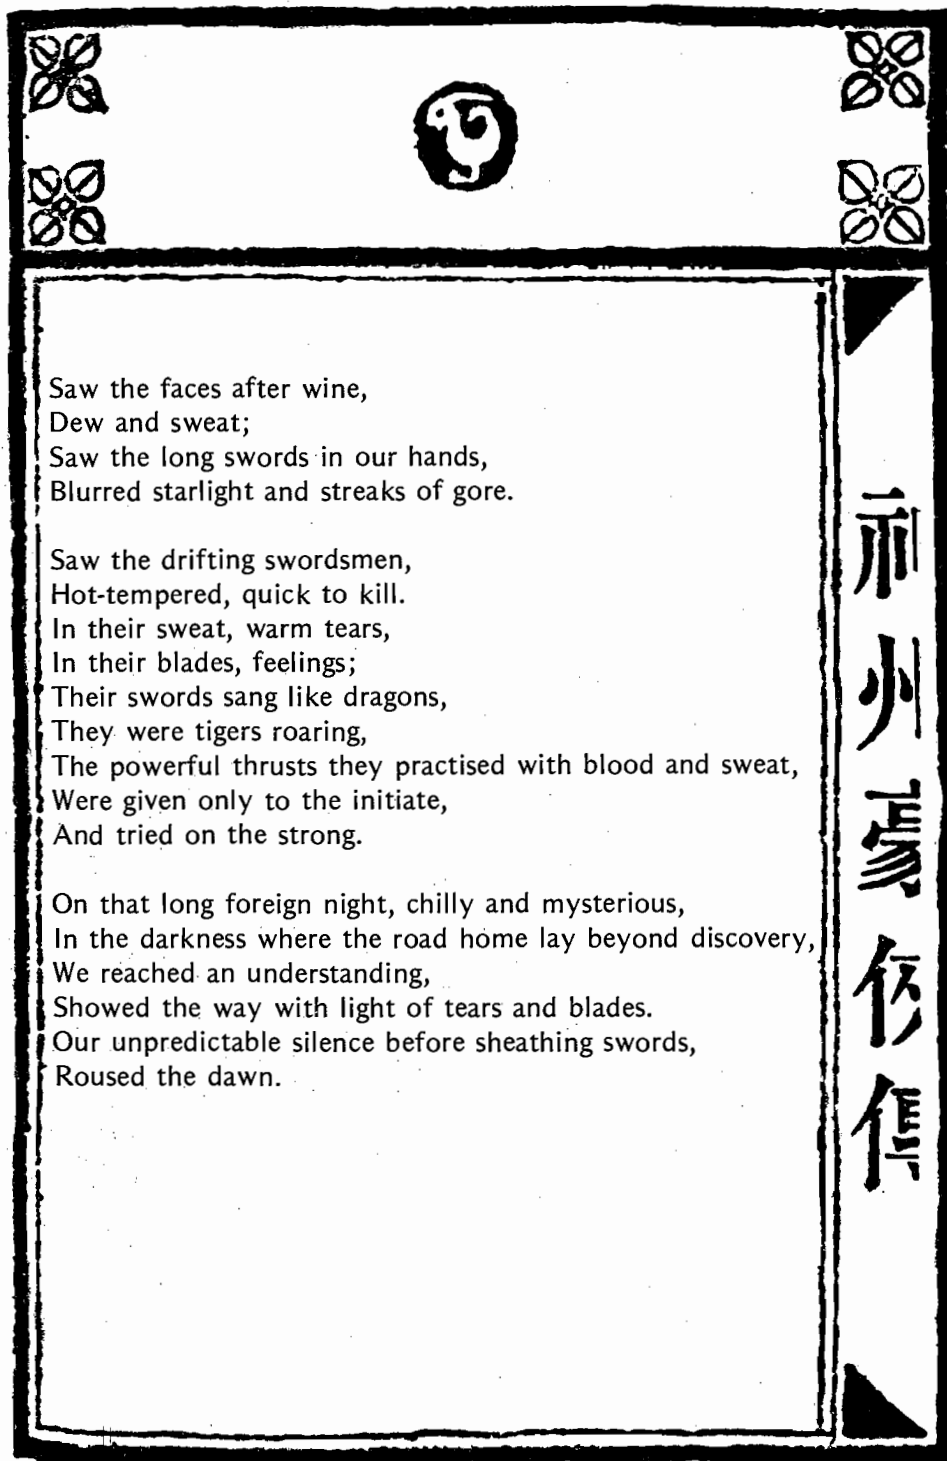 Saw the faces after wine,
Dew and sweat;
Saw the long swords in our hands,
Blurred starlight and streaks of gore.
Saw the drifting swordsmen,
Hot-tempered, quick to kill.
In their sweat, warm tears,
In their blades, feelings;
Their swords sang like dragons,
They were tigers roaring,
The powerful thrusts they practised with blood and sweat,
Were given only to the initiate,
And tried on the strong.
On that long foreign night, chilly and mysterious,
In the darkness where the road home lay beyond discovery,
We reached an understanding,
Showed the way with light of tears and blades.
Our unpredictable silence before sheathing swords,
Roused the dawn.